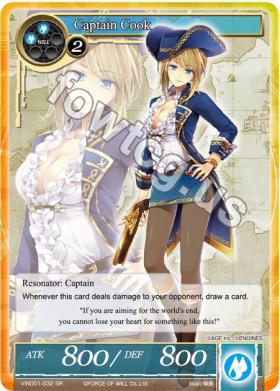 Captain Cook
WILL
2
fowtcg.us
Resonator: Captain
Whenever this card deals damage to your opponent, draw a card.
"If you are aiming for the world's end,
you cannot lose your heart for something like this!"
©AGE Inc./©ENGINES
ATK 800/ DEF 800
VIN001-032 SR ©FORCE OF WILL Co.,Ltd.